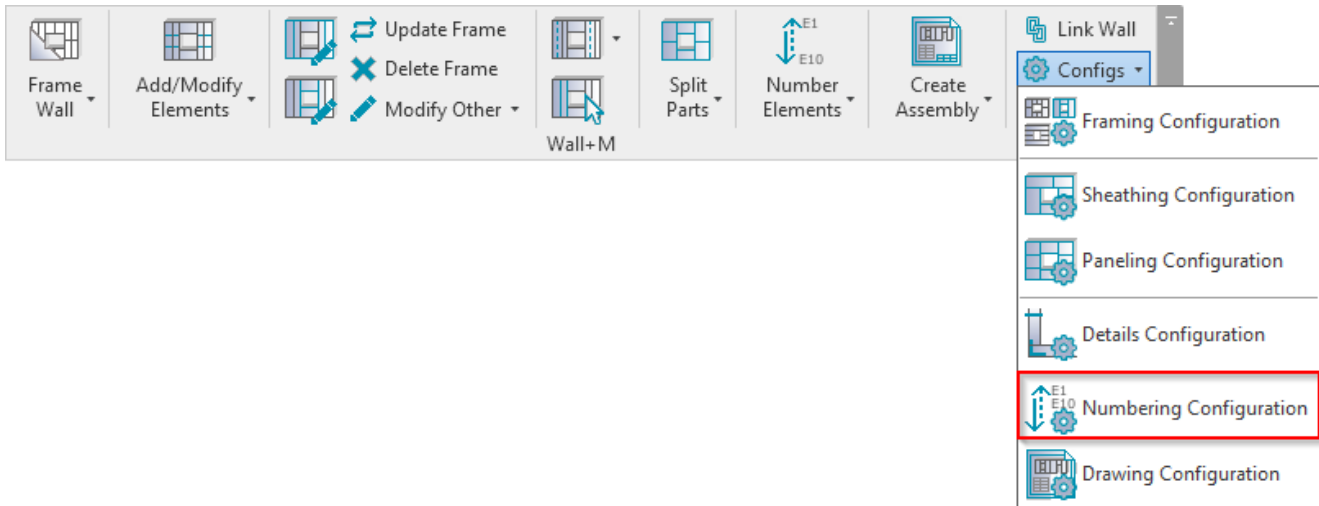 Frame
Wall
Add/Modify
Elements
Update Frame
Delete Frame
Modify Other
Wall+M
Split
Parts
E1
E10
Number
Elements
Create
Assembly
Link Wall
Configs
Framing Configuration
Sheathing Configuration
Paneling Configuration
Details Configuration
E1
E10
Numbering Configuration
Drawing Configuration